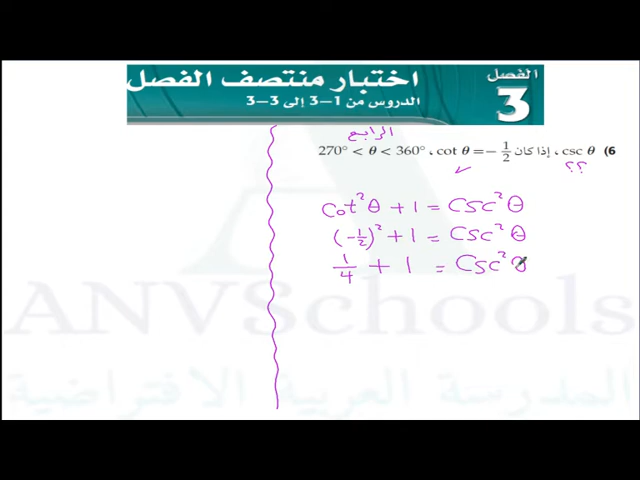 الفصل
3
اختبار منتصف الفصل
الدروس من 1-3 إلى 3-3
الرابع
6) csc θ ، إذا كان cot θ = -1/2 ، 270° < θ < 360°
؟؟
cot²θ + 1 = csc²θ
(-1/2)² + 1 = csc²θ
1/4 + 1 = csc²θ
ANVSchools
المدرسة العربية الافتراضية